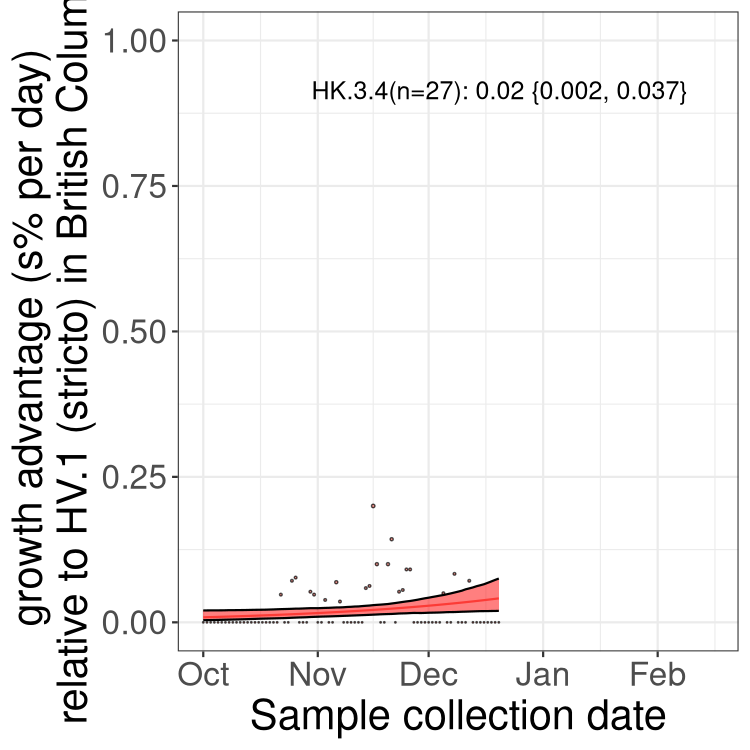 growth advantage (s% per day)
relative to HV.1 (stricto) in British Colum
1.00
0.75
0.50
0.25
0.00
HK.3.4(n=27): 0.02 {0.002, 0.037}
Oct Nov Dec Jan Feb
Sample collection date